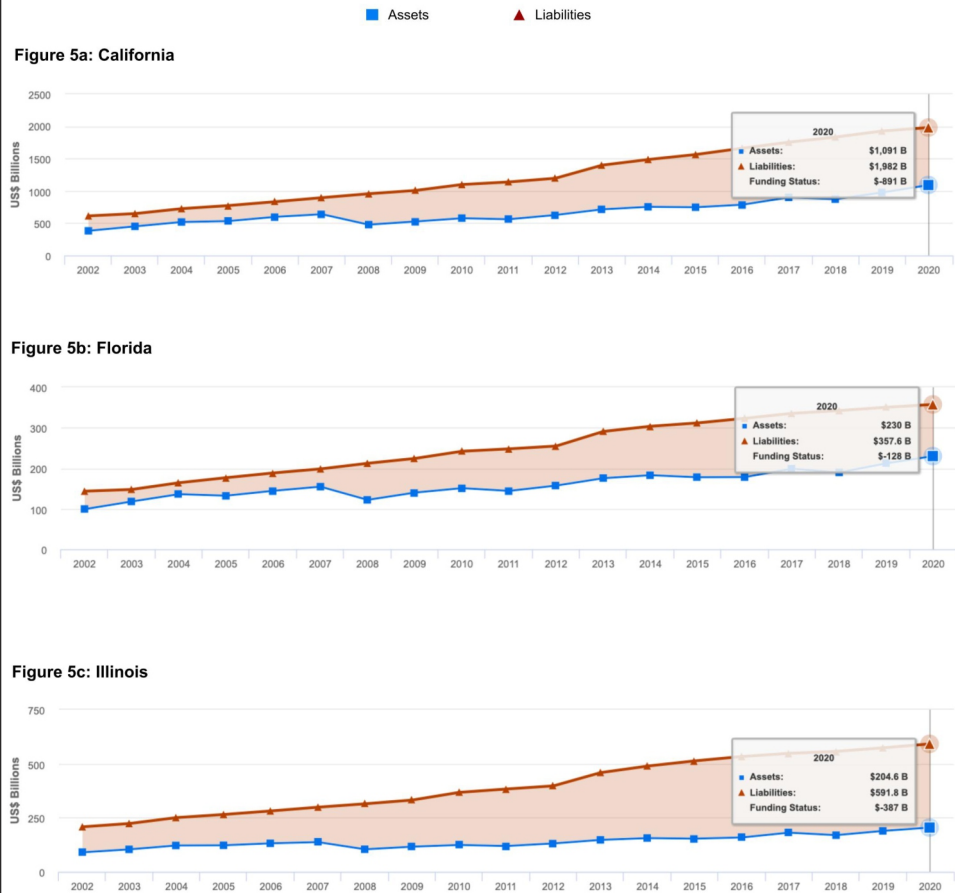 Assets Liabilities
Figure 5a: California
2500
2000
1500
1000
500
0
US$ Billions
2020
Assets: $1,091 B
Liabilities: $1,982 B
Funding Status: $-891 B
2002 2003 2004 2005 2006 2007 2008 2009 2010 2011 2012 2013 2014 2015 2016 2017 2018 2019 2020
Figure 5b: Florida
400
300
200
100
0
US$ Billions
2020
Assets: $230 B
Liabilities: $357.6 B
Funding Status: $-128 B
2002 2003 2004 2005 2006 2007 2008 2009 2010 2011 2012 2013 2014 2015 2016 2017 2018 2019 2020
Figure 5c: Illinois
750
500
250
0
US$ Billions
2020
Assets: $204.6 B
Liabilities: $591.8 B
Funding Status: $-387 B
2002 2003 2004 2005 2006 2007 2008 2009 2010 2011 2012 2013 2014 2015 2016 2017 2018 2019 2020